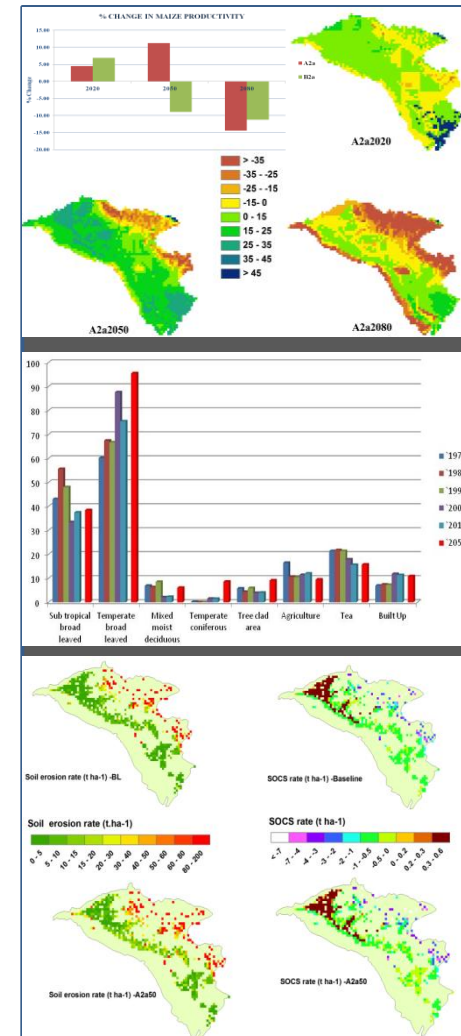 % CHANGE IN MAIZE PRODUCTIVITY
15.00
10.00
5.00
0.00
-5.00
-10.00
-15.00
-20.00
% Change
2020
2050
2080
A2a
B2a
A2a2020
> -35
-35 - -25
-25 - -15
-15- 0
0 - 15
15 - 25
25 - 35
35 - 45
> 45
A2a2050
A2a2080
100
90
80
70
60
50
40
30
20
10
0
Sub tropical broad leaved
Temperate broad leaved
Mixed moist deciduous
Temperate coniferous
Tree clad area
Agriculture
Tea
Built Up
`197
`198
`199
`200
`201
`205
Soil erosion rate (t ha-1) -BL
SOCS rate (t ha-1) -Baseline
Soil erosion rate (t.ha-1)
0 - 5
5 - 10
10 - 15
15 - 20
20 - 30
30 - 40
40 - 50
50 - 60
60 - 80
80 - 200
SOCS rate (t ha-1)
< -7
-7 - -4
-4 - -3
-3 - -2
-2 - -1
-1 - -0.5
-0.5 - 0
0 - 0.2
0.2 - 0.3
0.3 - 0.6
Soil erosion rate (t ha-1) -A2a50
SOCS rate (t ha-1) -A2a50